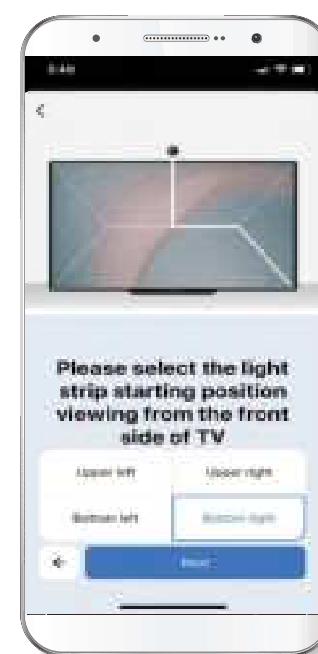 Please select the light
strip starting position
viewing from the front
side of TV
Upper left
Upper right
Bottom left
Bottom right
Next